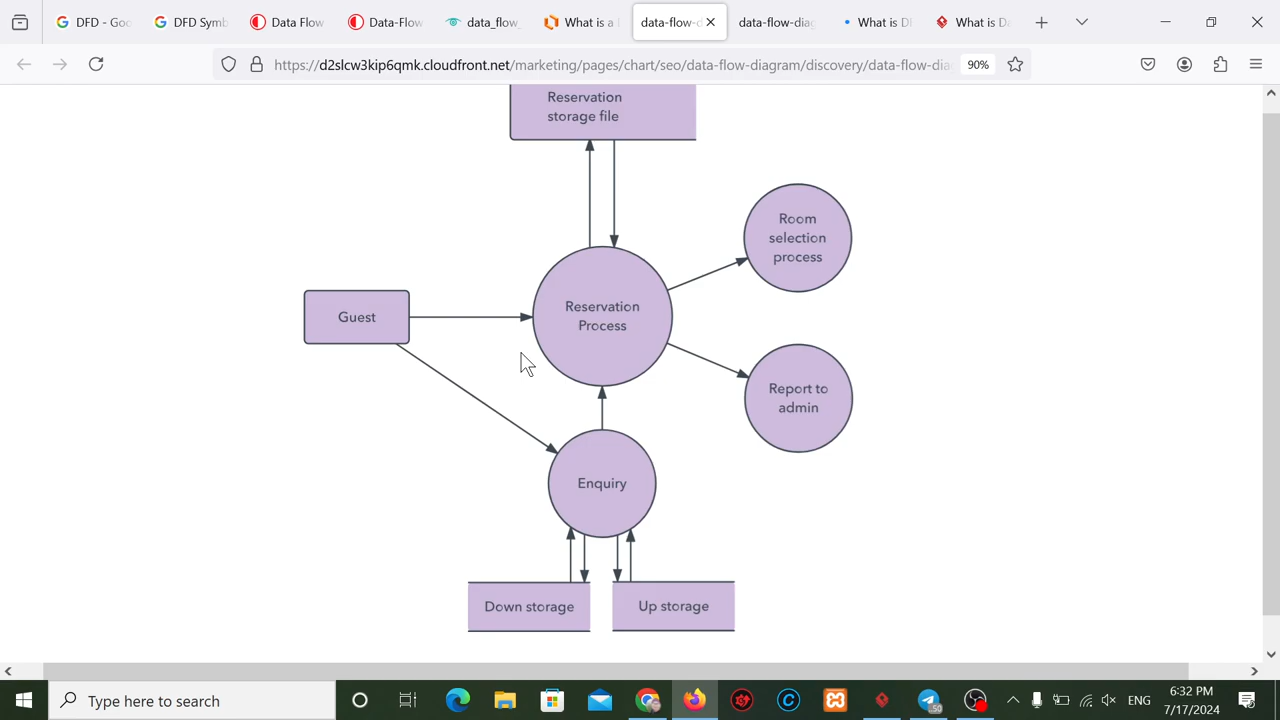 DFD - Goo
DFD Symb
Data Flow
Data-Flow
data_flow_
What is a
data-flow-d
data-flow-diag
What is DF
What is Da
https://d2slcw3kip6qmk.cloudfront.net/marketing/pages/chart/seo/data-flow-diagram/discovery/data-flow-dia
90%
Reservation
storage file
Room
selection
process
Guest
Reservation
Process
Report to
admin
Enquiry
Down storage
Up storage
Type here to search
50
ENG
6:32 PM
7/17/2024